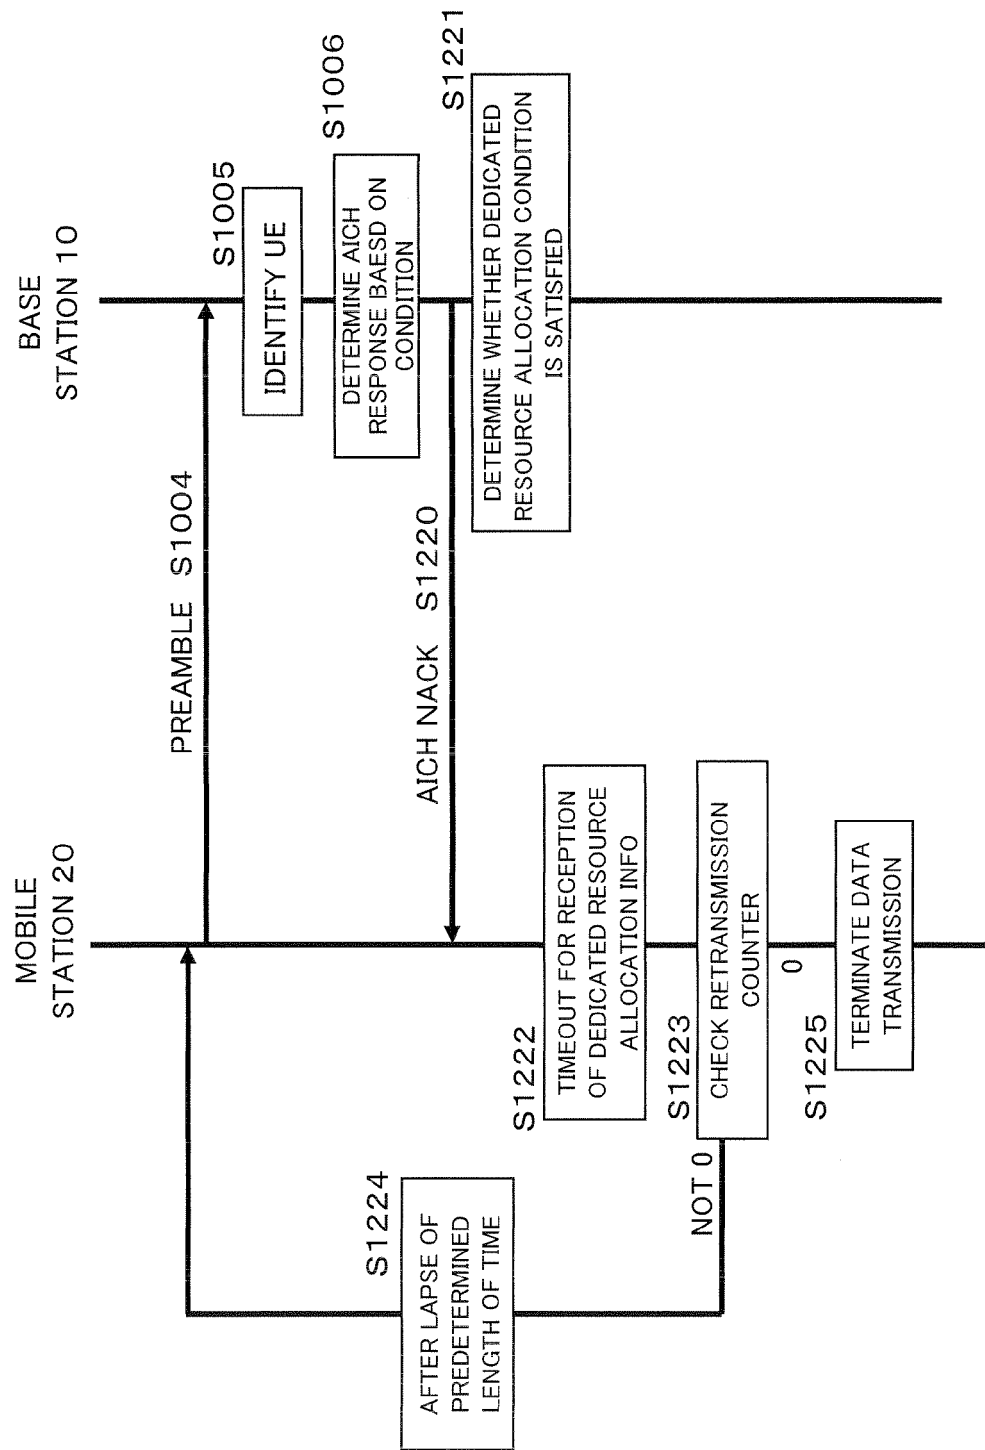 MOBILE
STATION 20
BASE
STATION 10
PREAMBLE S1004
S1005
IDENTIFY UE
S1006
DETERMINE AICH
RESPONSE BAESD ON
CONDITION
AICH NACK S1220
S1221
DETERMINE WHETHER DEDICATED
RESOURCE ALLOCATION CONDITION
IS SATISFIED
S1222
TIMEOUT FOR RECEPTION
OF DEDICATED RESOURCE
ALLOCATION INFO
S1223
CHECK RETRANSMISSION
COUNTER
NOT 0
S1224
AFTER LAPSE OF
PREDETERMINED
LENGTH OF TIME
0
S1225
TERMINATE DATA
TRANSMISSION